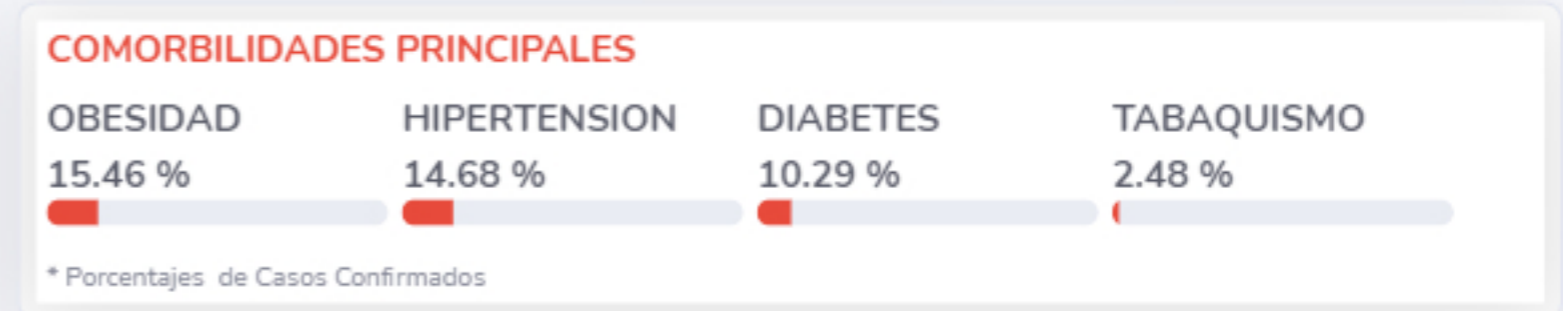 COMORBILIDADES PRINCIPALES
OBESIDAD HIPERTENSION DIABETES TABAQUISMO
15.46 % 14.68 % 10.29 % 2.48 %
* Porcentajes de Casos Confirmados